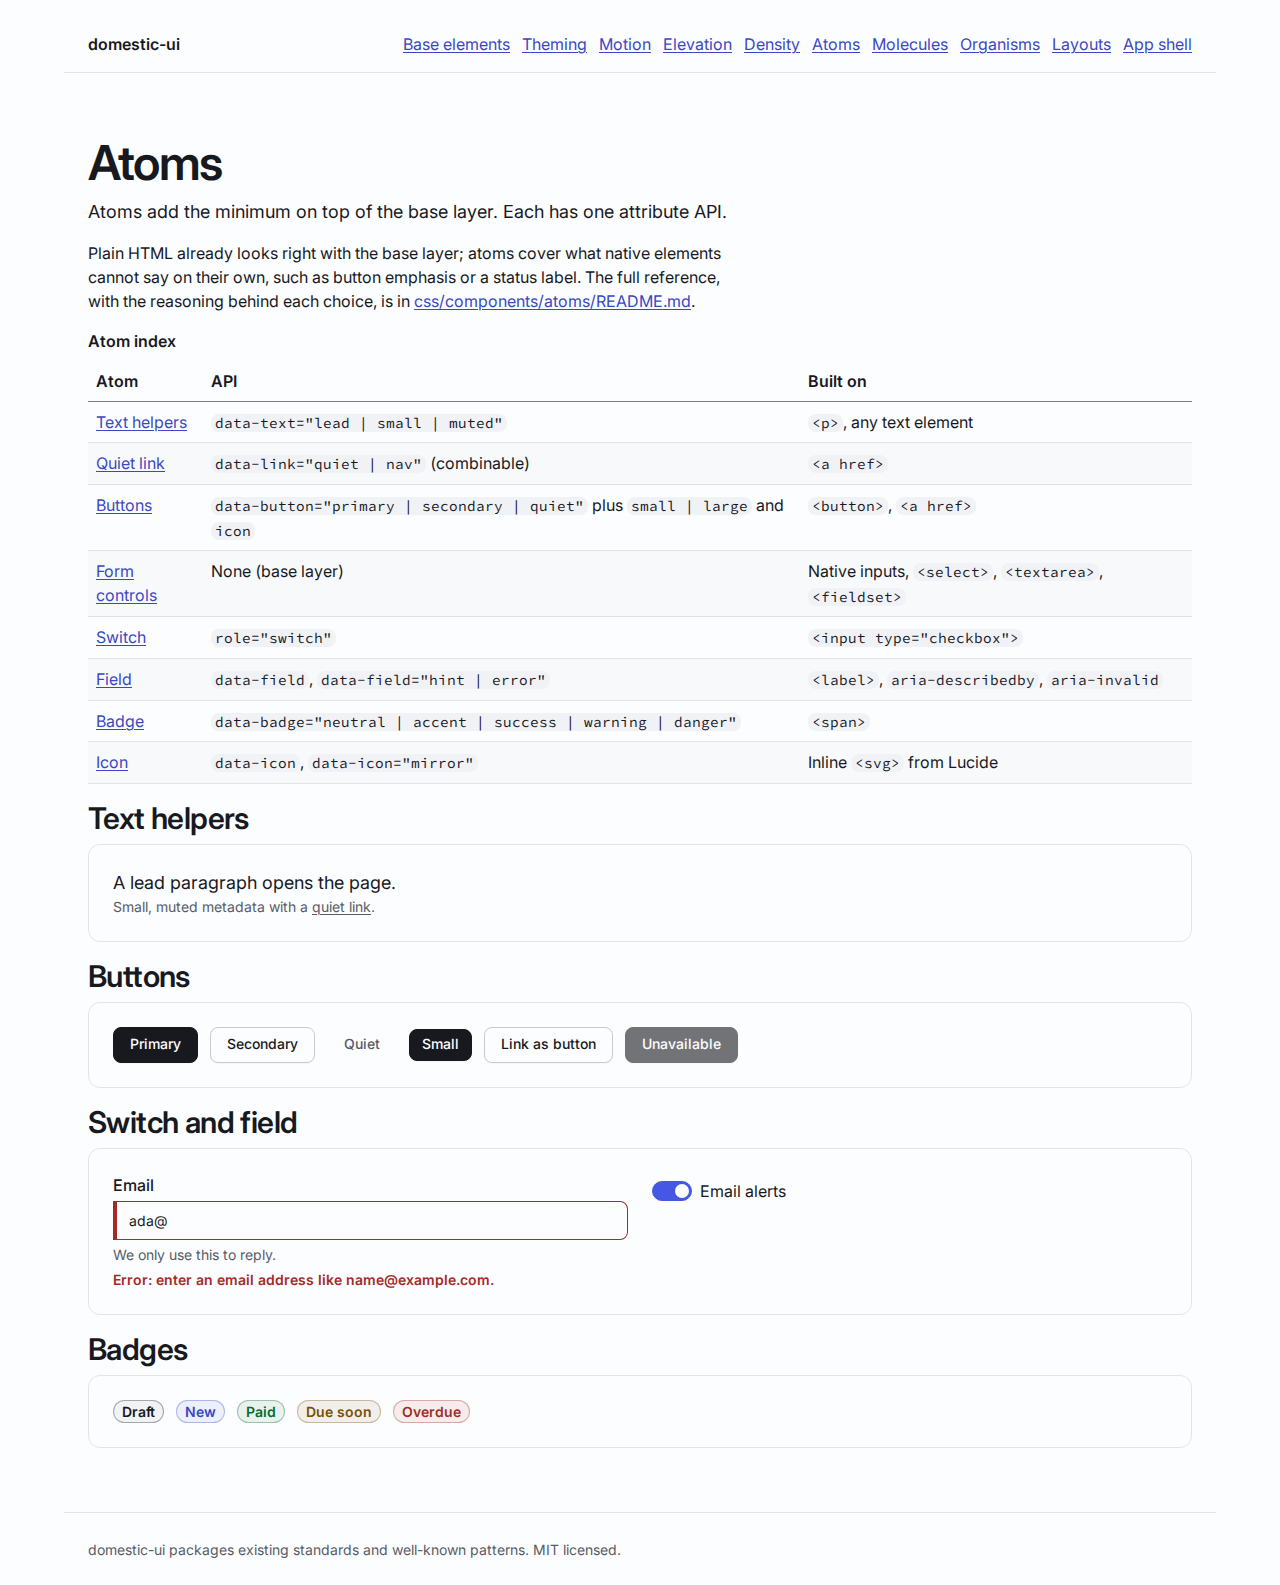 domestic-ui
Base elements Theming Motion Elevation Density Atoms Molecules Organisms Layouts App shell
Atoms
Atoms add the minimum on top of the base layer. Each has one attribute API.
Plain HTML already looks right with the base layer; atoms cover what native elements
cannot say on their own, such as button emphasis or a status label. The full reference,
with the reasoning behind each choice, is in css/components/atoms/README.md.
Atom index
Atom API Built on
Text helpers data-text="lead | small | muted" <p>, any text element
Quiet link data-link="quiet | nav" (combinable) <a href>
Buttons data-button="primary | secondary | quiet" plus small | large and <button>, <a href>
icon
Form None (base layer) Native inputs, <select>, <textarea>,
controls <fieldset>
Switch role="switch" <input type="checkbox">
Field data-field, data-field="hint | error" <label>, aria-describedby, aria-invalid
Badge data-badge="neutral | accent | success | warning | danger" <span>
Icon data-icon, data-icon="mirror" Inline <svg> from Lucide
Text helpers
A lead paragraph opens the page.
Small, muted metadata with a quiet link.
Buttons
Primary Secondary Quiet Small Link as button Unavailable
Switch and field
Email
Email alerts
ada@
We only use this to reply.
Error: enter an email address like name@example.com.
Badges
Draft New Paid Due soon Overdue
domestic-ui packages existing standards and well-known patterns. MIT licensed.